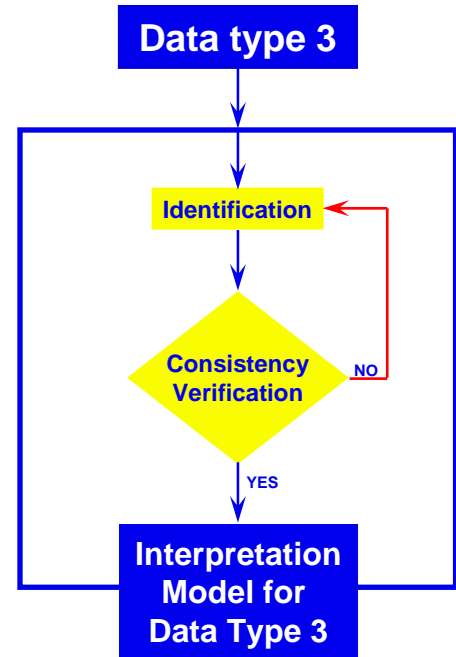 Data type 3
Identification
Consistency
Verification
NO
YES
Interpretation
Model for
Data Type 3